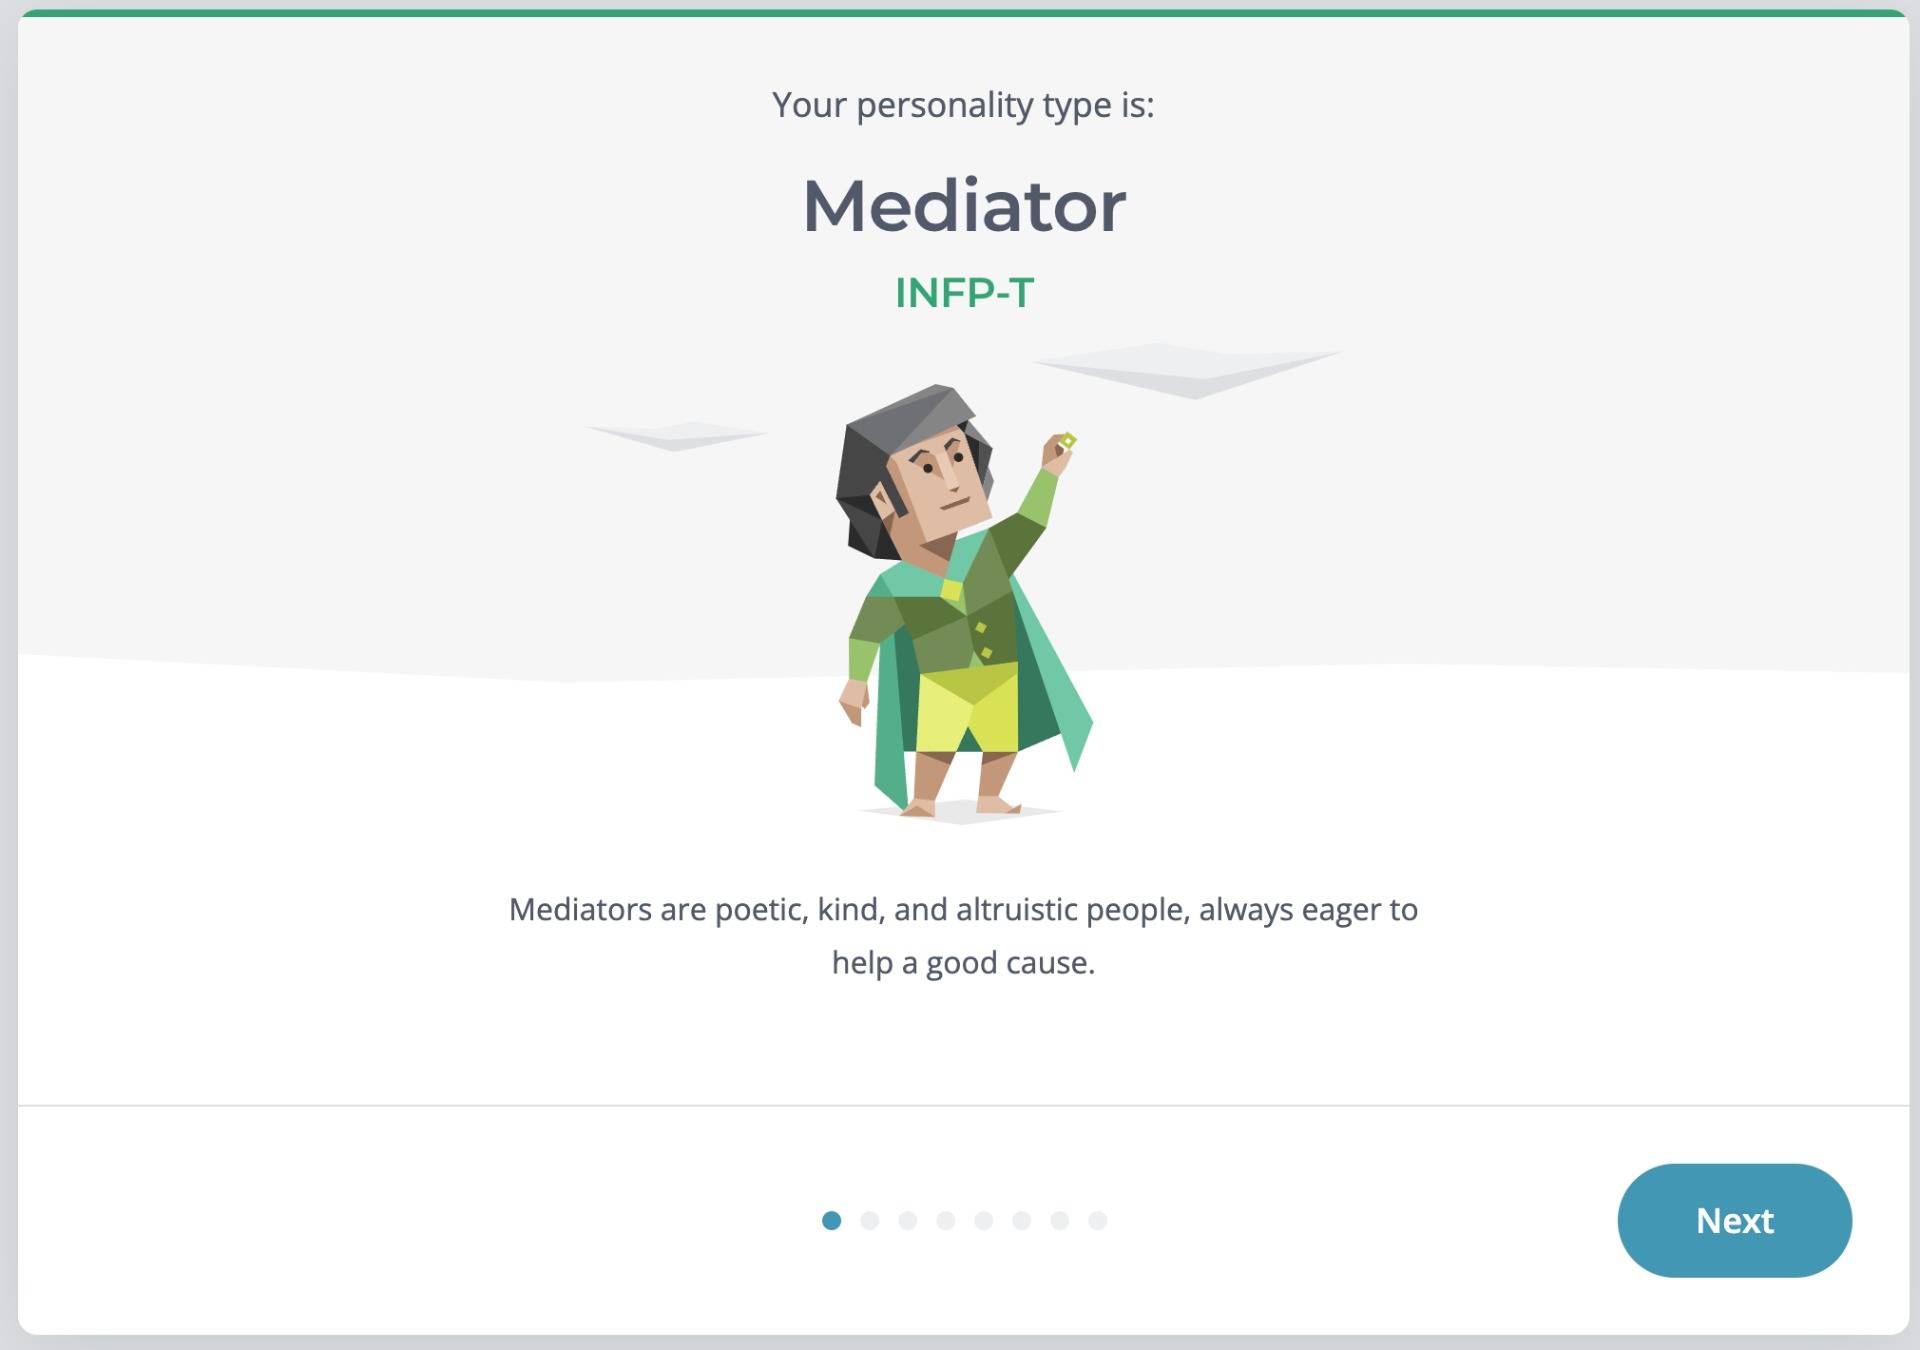 Your personality type is:
Mediator
INFP-T
Mediators are poetic, kind, and altruistic people, always eager to
help a good cause.
Next